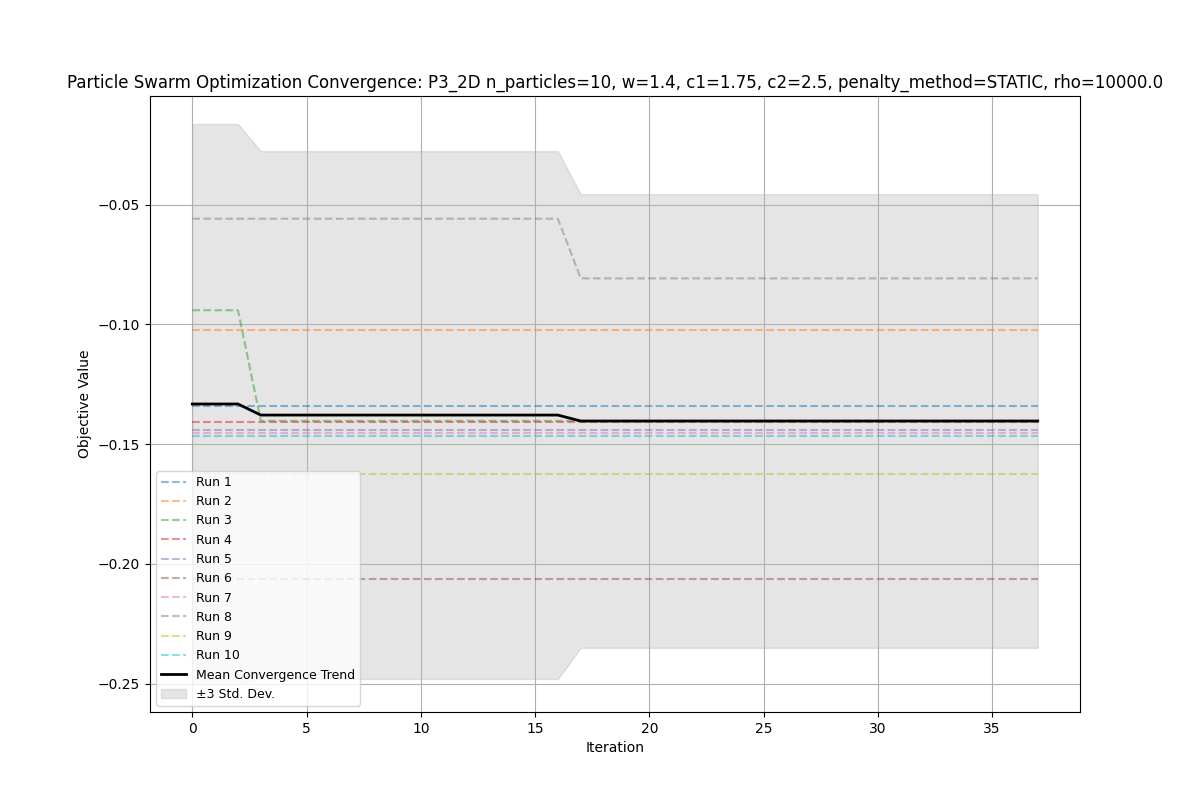 Particle Swarm Optimization Convergence: P3_2D n_particles=10, w=1.4, c1=1.75, c2=2.5, penalty_method=STATIC, rho=10000.0
Objective Value
−0.05
−0.10
−0.15
−0.20
−0.25
Run 1
Run 2
Run 3
Run 4
Run 5
Run 6
Run 7
Run 8
Run 9
Run 10
Mean Convergence Trend
±3 Std. Dev.
0 5 10 15 20 25 30 35
Iteration